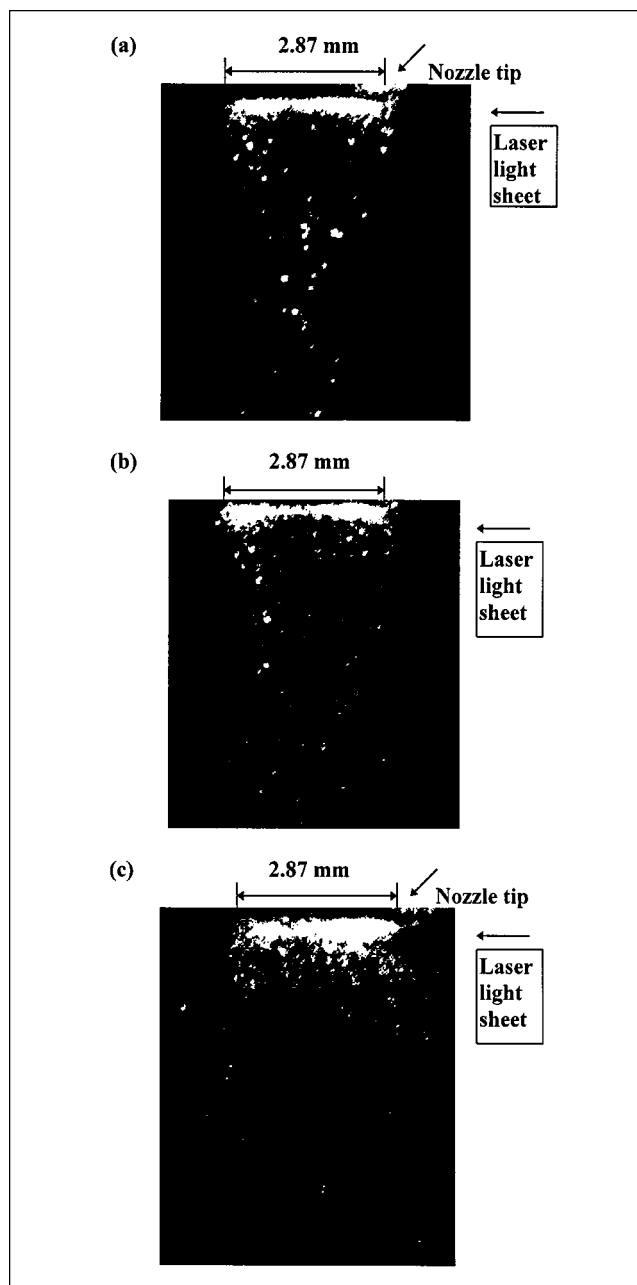 (a)
2.87 mm
Nozzle tip
Laser
light
sheet
(b)
2.87 mm
Laser
light
sheet
(c)
2.87 mm
Nozzle tip
Laser
light
sheet